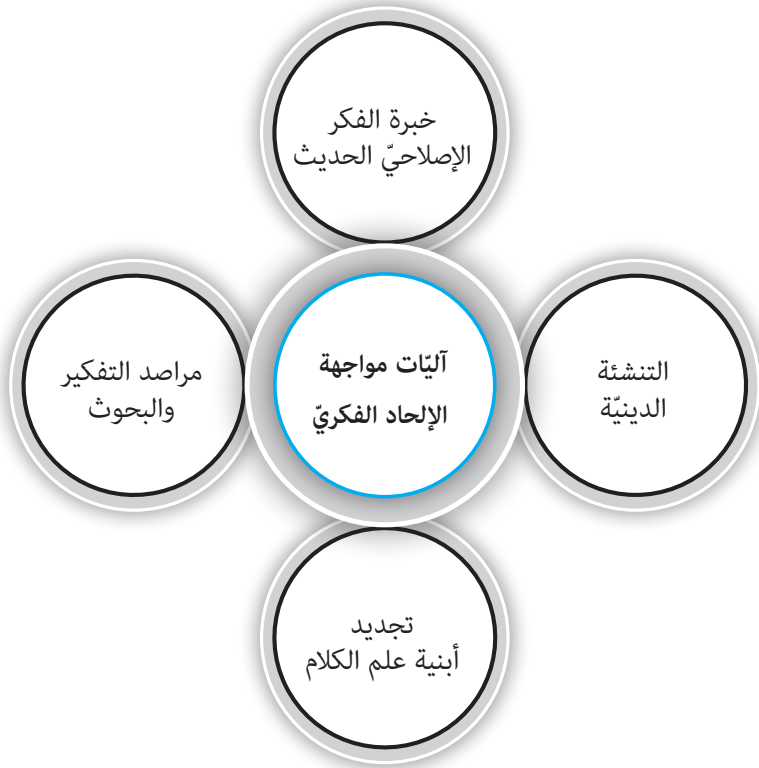 خبرة الفكر
الإصلاحيّ الحديث
التنشئة
الدينيّة
آليّات مواجهة
الإلحاد الفكريّ
مراصد التفكير
والبحوث
تجديد
أبنية علم الكلام